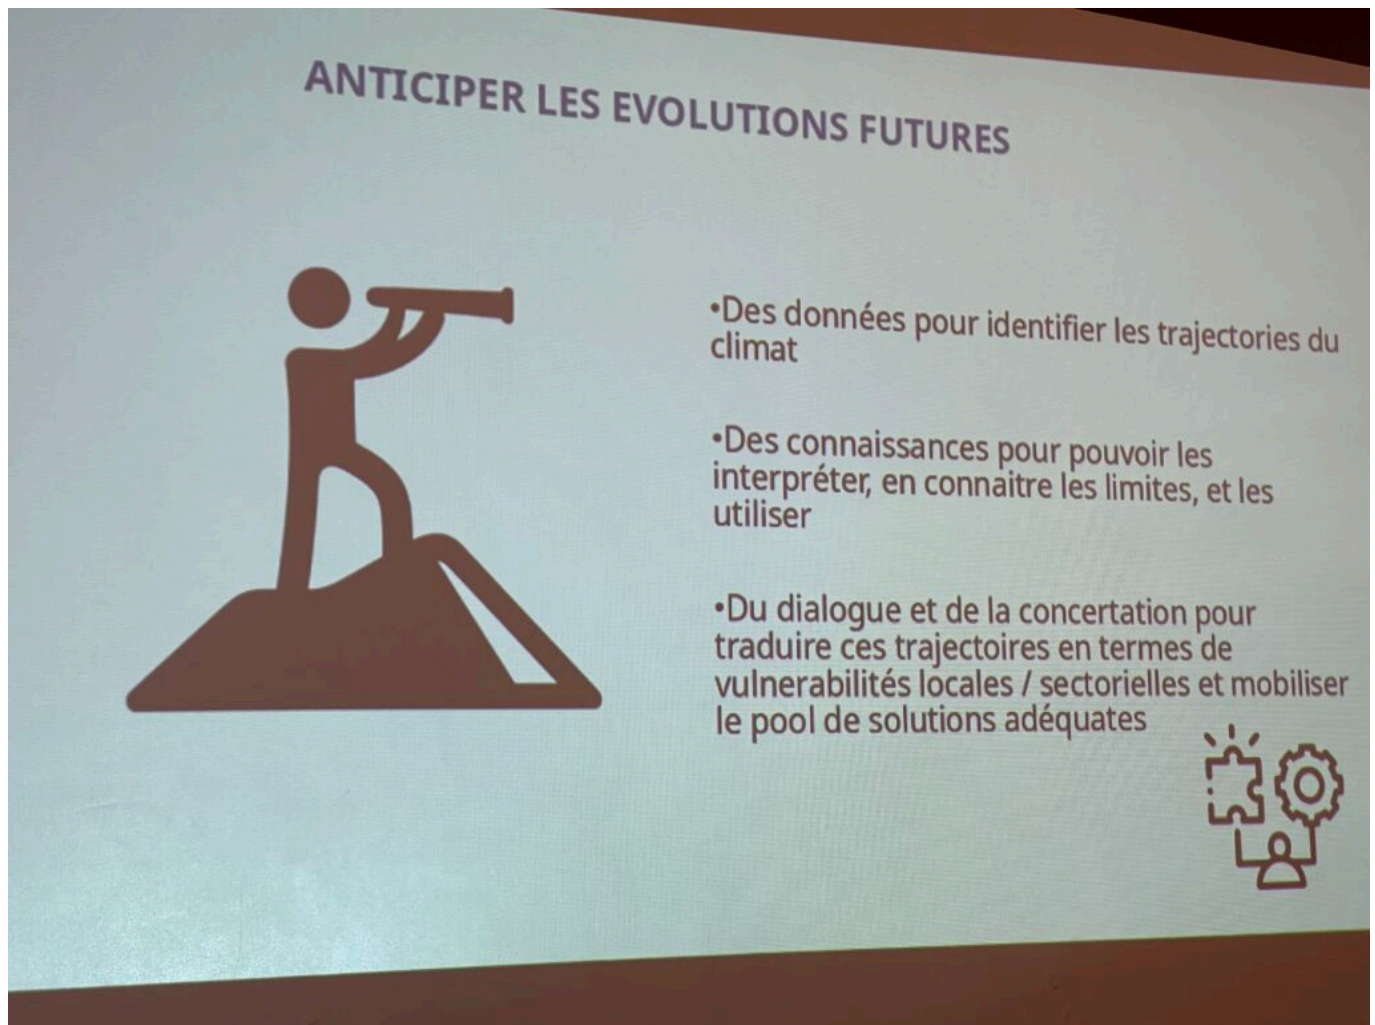 ANTICIPER LES EVOLUTIONS FUTURES
•Des données pour identifier les trajectories du
climat
•Des connaissances pour pouvoir les
interpréter, en connaitre les limites, et les
utiliser
•Du dialogue et de la concertation pour
traduire ces trajectoires en termes de
vulnerabilités locales / sectorielles et mobiliser
le pool de solutions adéquates